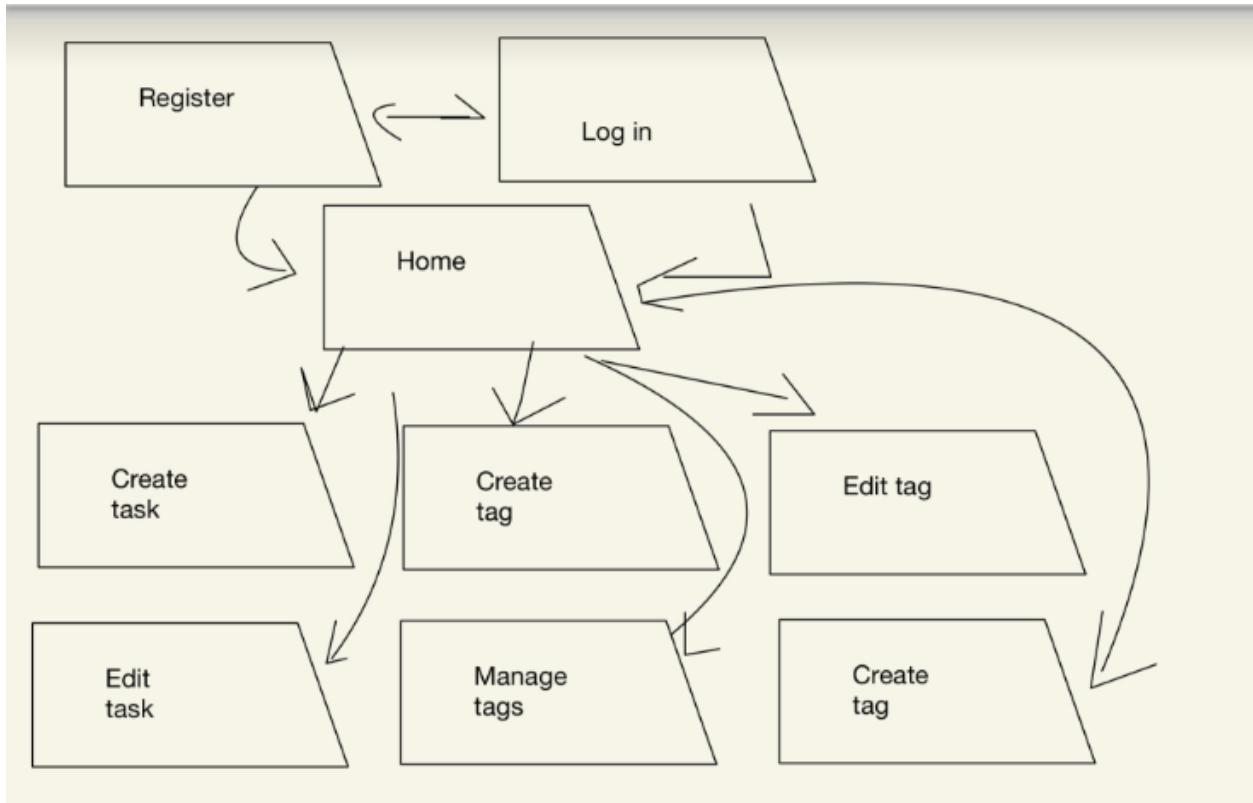 Register
Log in
Home
Create
task
Create
tag
Edit tag
Edit
task
Manage
tags
Create
tag